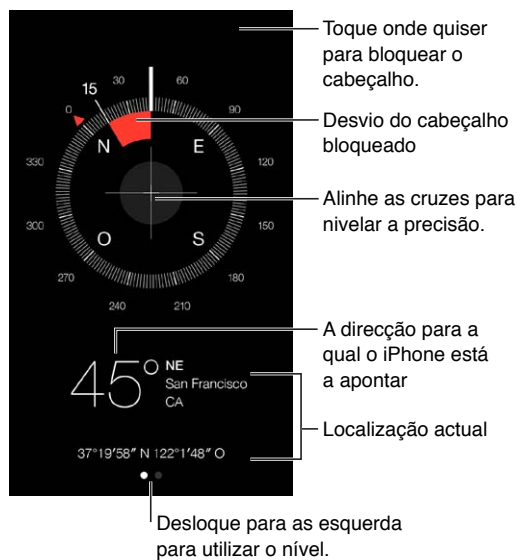 Toque onde quiser
para bloquear o
cabeçalho.
Desvio do cabeçalho
bloqueado
Alinhe as cruzes para
nivelar a precisão.
A direcção para a
qual o iPhone está
a apontar
Localização actual
Desloque para as esquerda
para utilizar o nível.
15
30
60
0
90
N
E
330
120
300
150
O
S
270
180
240
210
45° NE
San Francisco
CA
37°19′58″ N 122°1′48″ O